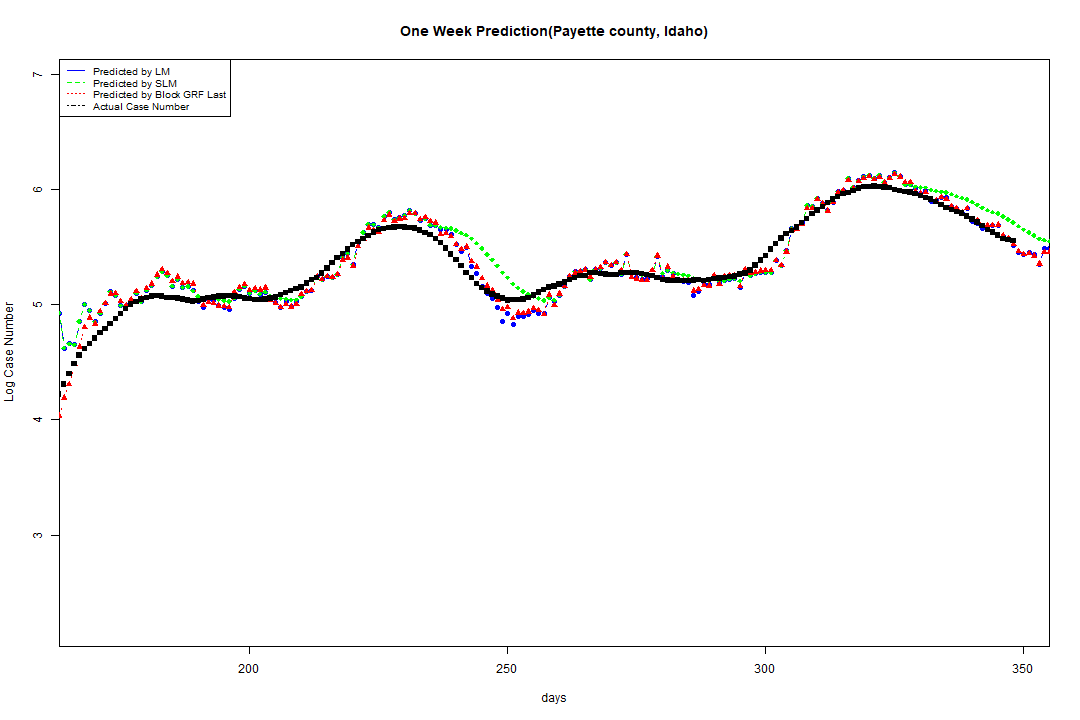 One Week Prediction(Payette county, Idaho)
Predicted by LM
Predicted by SLM
Predicted by Block GRF Last
Actual Case Number
7
6
5
4
3
Log Case Number
200 250 300 350
days